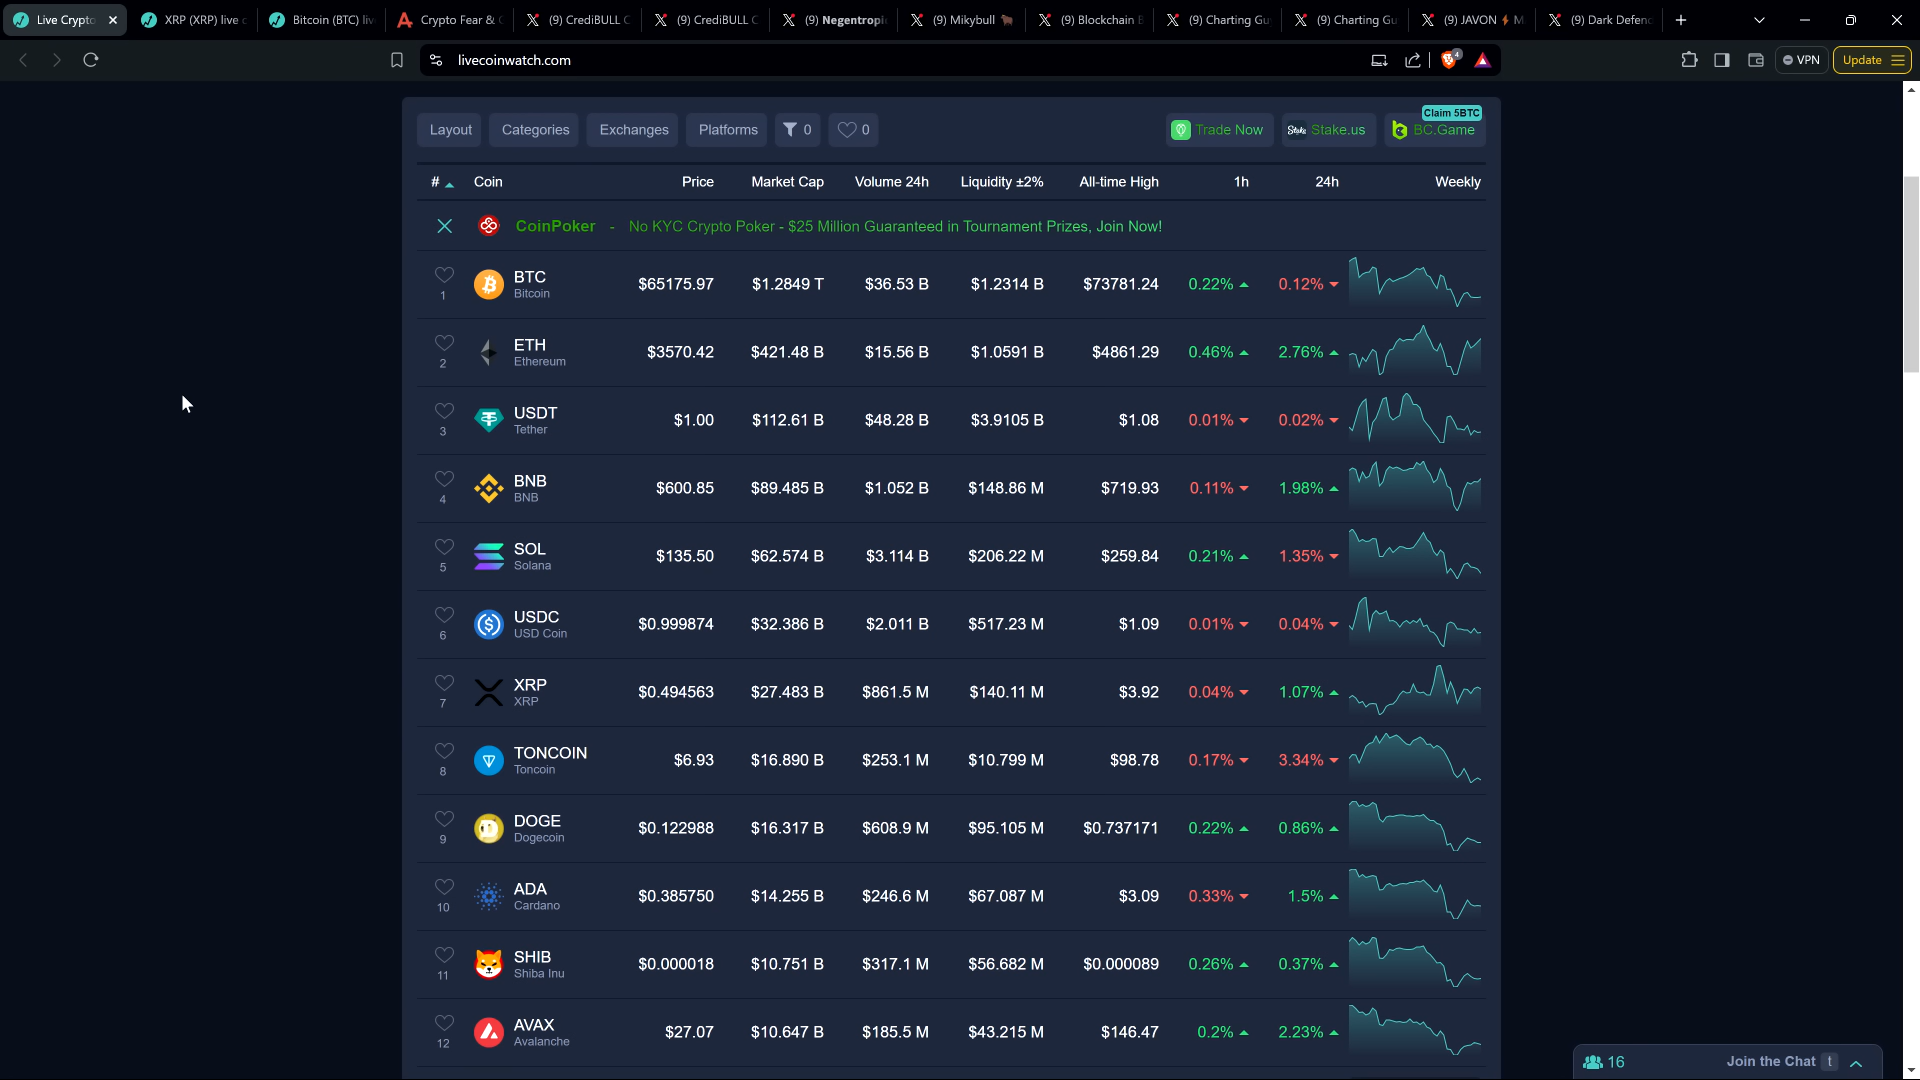 Live Crypto
XRP (XRP) live c
Bitcoin (BTC) liv
Crypto Fear &
(9) CrediBULL C
(9) CrediBULL C
(9) Negentropi
(9) Mikybull
(9) Blockchain B
(9) Charting Gu
(9) Charting Gu
(9) JAVON⚡M
(9) Dark Defenc
livecoinwatch.com
4
VPN
Update
Layout Categories Exchanges Platforms 0 0
Trade Now Stake Stake.us BC.Game
Claim 5BTC
# Coin Price Market Cap Volume 24h Liquidity ±2% All-time High 1h 24h Weekly
CoinPoker - No KYC Crypto Poker - $25 Million Guaranteed in Tournament Prizes, Join Now!
1 BTC $65175.97 $1.2849 T $36.53 B $1.2314 B $73781.24 0.22% 0.12%
Bitcoin
2 ETH $3570.42 $421.48 B $15.56 B $1.0591 B $4861.29 0.46% 2.76%
Ethereum
3 USDT $1.00 $112.61 B $48.28 B $3.9105 B $1.08 0.01% 0.02%
Tether
4 BNB $600.85 $89.485 B $1.052 B $148.86 M $719.93 0.11% 1.98%
BNB
5 SOL $135.50 $62.574 B $3.114 B $206.22 M $259.84 0.21% 1.35%
Solana
6 USDC $0.999874 $32.386 B $2.011 B $517.23 M $1.09 0.01% 0.04%
USD Coin
7 XRP $0.494563 $27.483 B $861.5 M $140.11 M $3.92 0.04% 1.07%
XRP
8 TONCOIN $6.93 $16.890 B $253.1 M $10.799 M $98.78 0.17% 3.34%
Toncoin
9 DOGE $0.122988 $16.317 B $608.9 M $95.105 M $0.737171 0.22% 0.86%
Dogecoin
10 ADA $0.385750 $14.255 B $246.6 M $67.087 M $3.09 0.33% 1.5%
Cardano
11 SHIB $0.000018 $10.751 B $317.1 M $56.682 M $0.000089 0.26% 0.37%
Shiba Inu
12 AVAX $27.07 $10.647 B $185.5 M $43.215 M $146.47 0.2% 2.23%
Avalanche
16 Join the Chat t